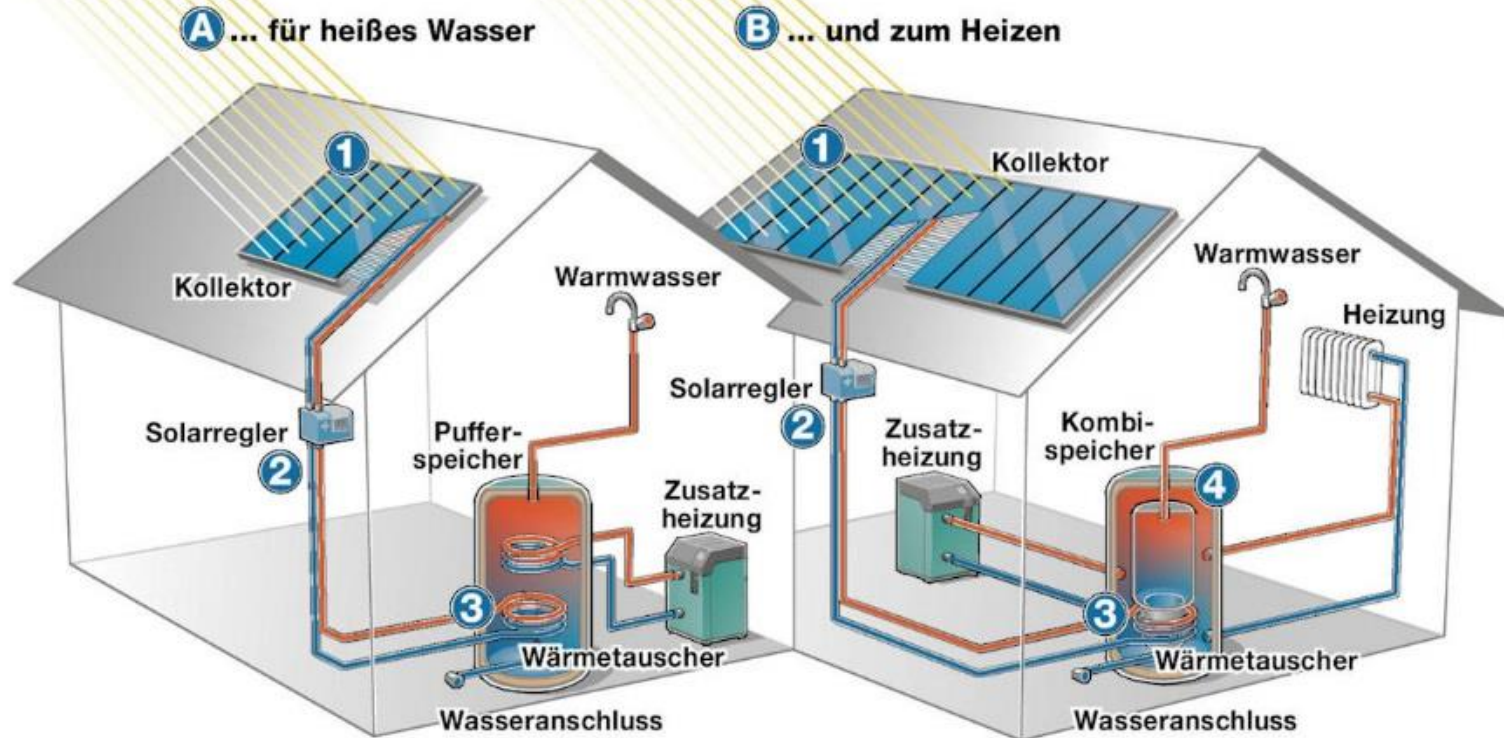 A ... für heißes Wasser
1
Kollektor
Warmwasser
Solarregler
2
Puffer-
speicher
Zusatz-
heizung
3
Wärmetauscher
Wasseranschluss
B ... und zum Heizen
1
Kollektor
Warmwasser
Heizung
Solarregler
2
Zusatz-
heizung
Kombi-
speicher
4
3
Wärmetauscher
Wasseranschluss